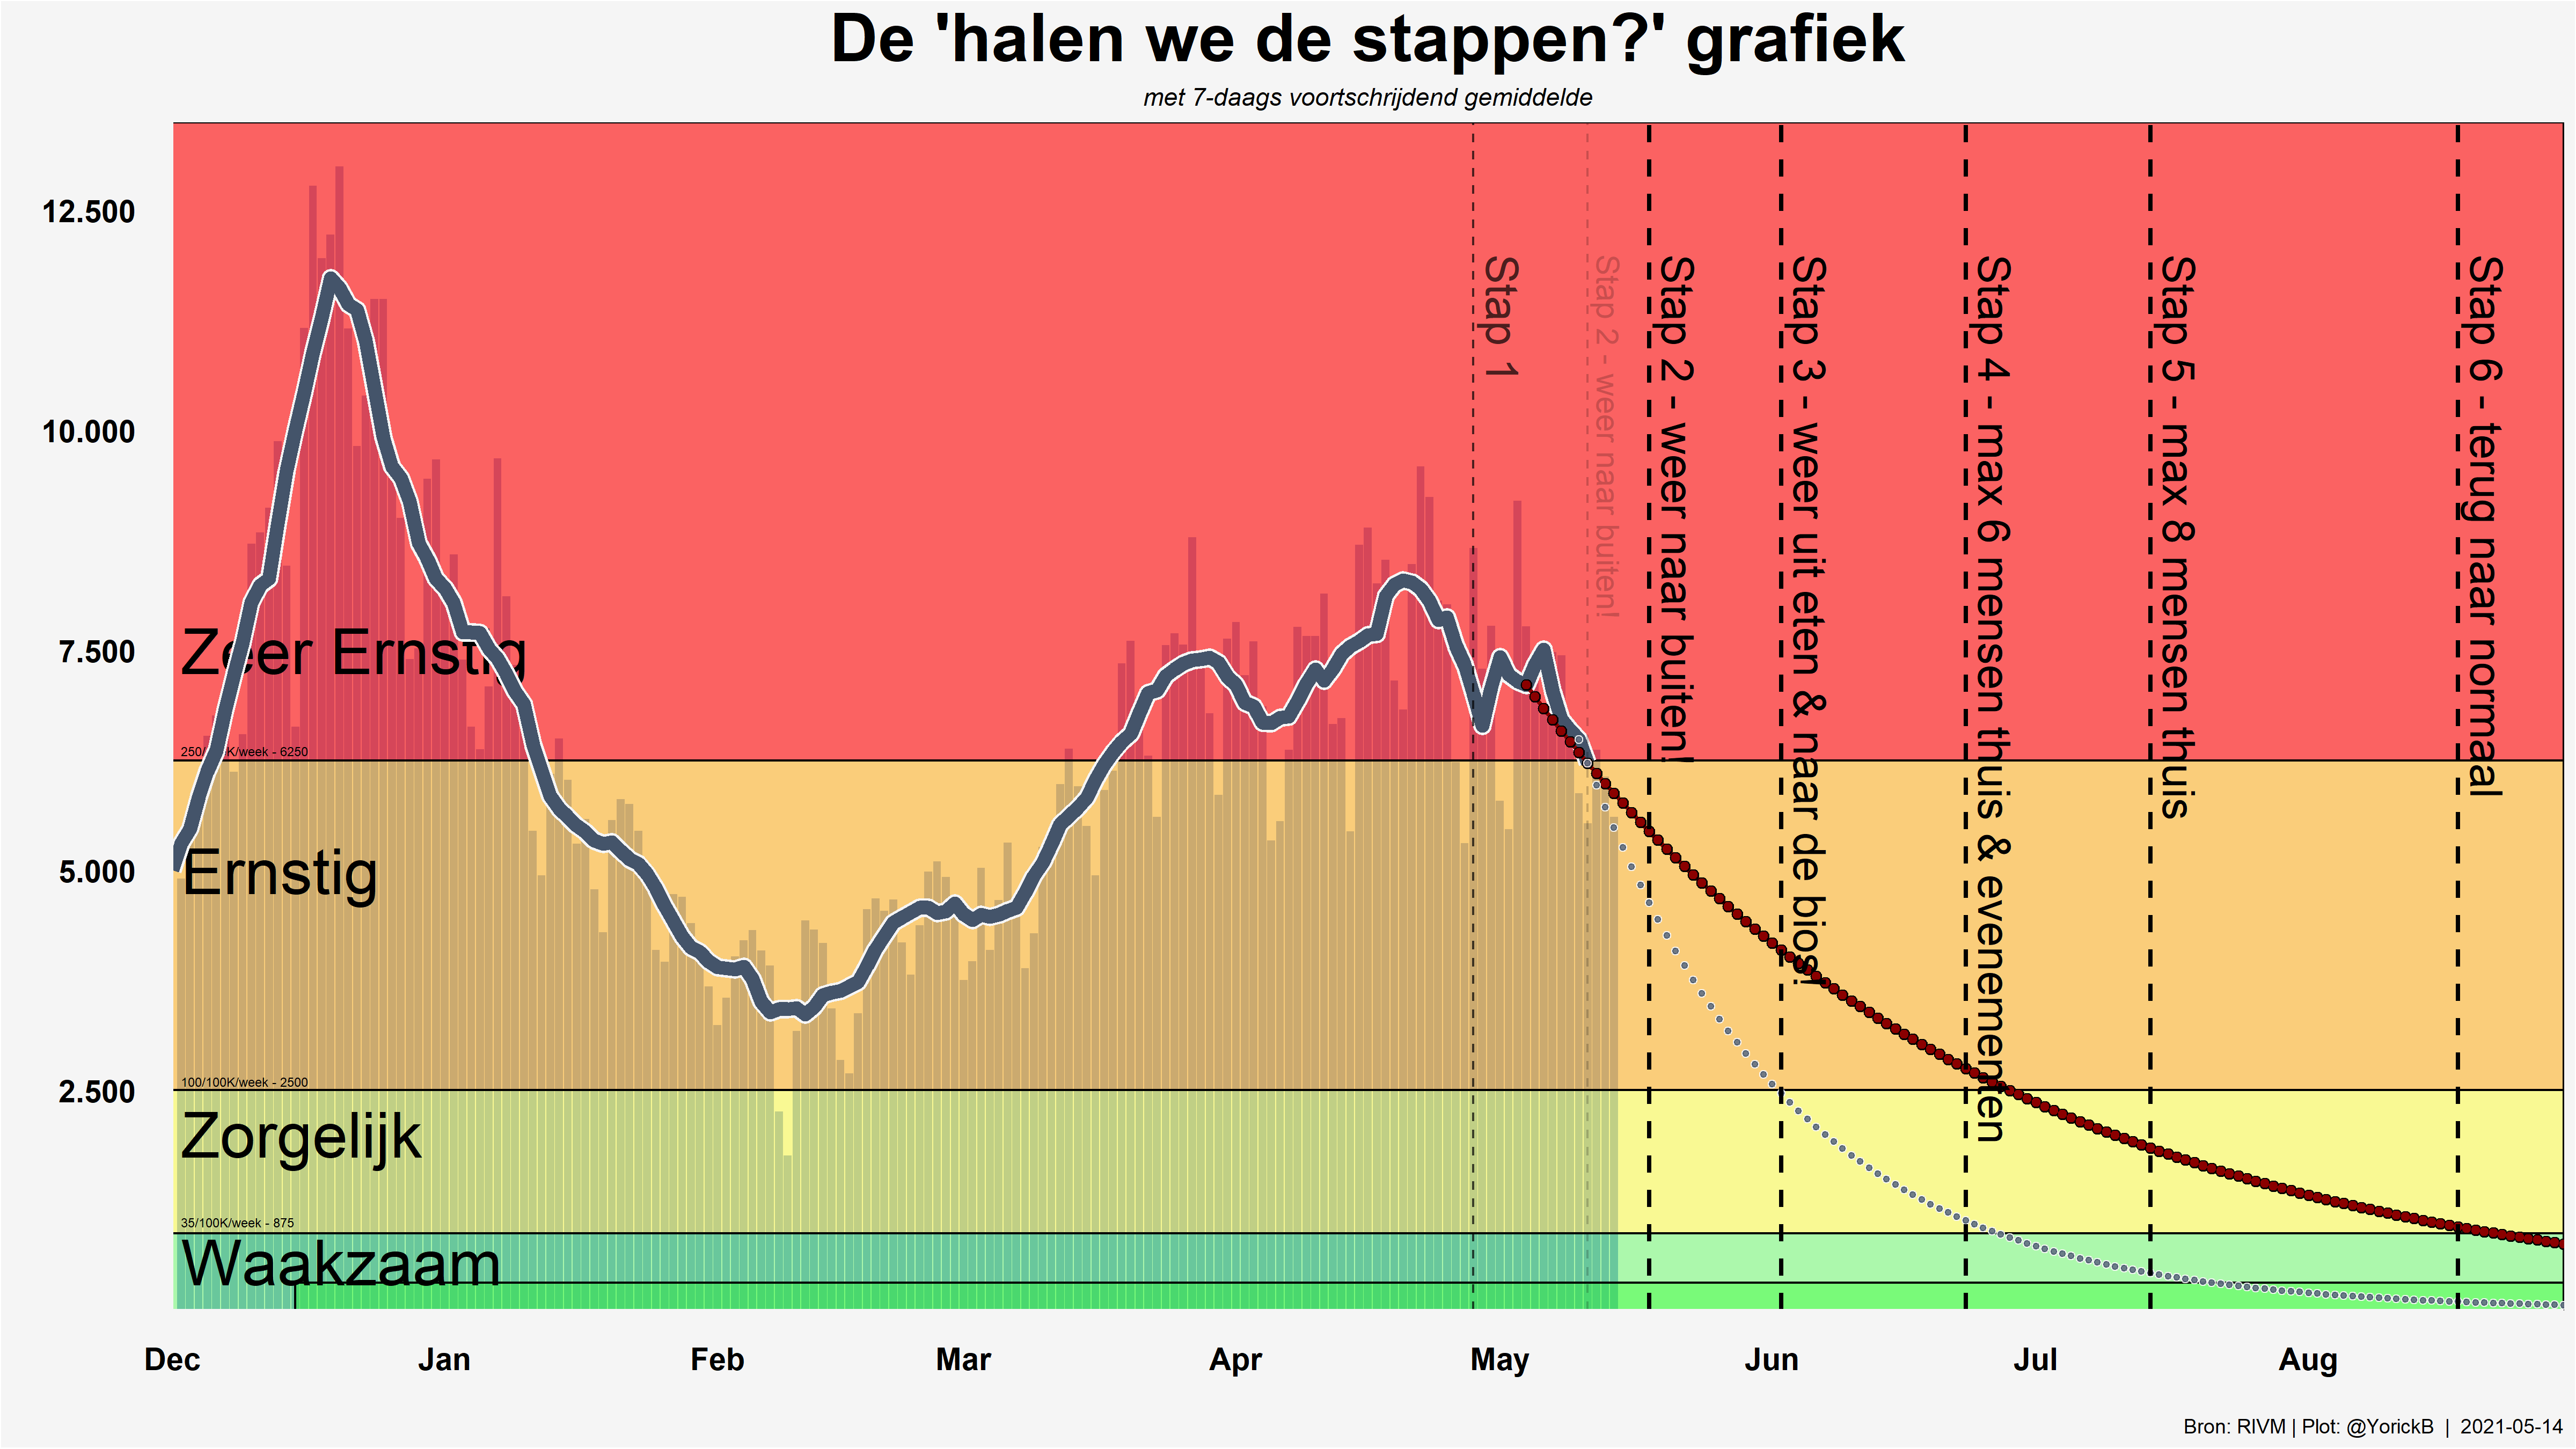 De 'halen we de stappen?' grafiek
met 7-daags voortschrijdend gemiddelde
12.500
10.000
7.500
5.000
2.500
Zeer Ernstig
250/100K/week - 6250
Ernstig
100/100K/week - 2500
Zorgelijk
35/100K/week - 875
Waakzaam
Stap 1
Stap 2 - weer naar buiten!
Stap 2 - weer naar buiten!
Stap 3 - weer uit eten & naar de bios!
Stap 4 - max 6 mensen thuis & evenementen
Stap 5 - max 8 mensen thuis
Stap 6 - terug naar normaal
Dec Jan Feb Mar Apr May Jun Jul Aug
Bron: RIVM | Plot: @YorickB | 2021-05-14